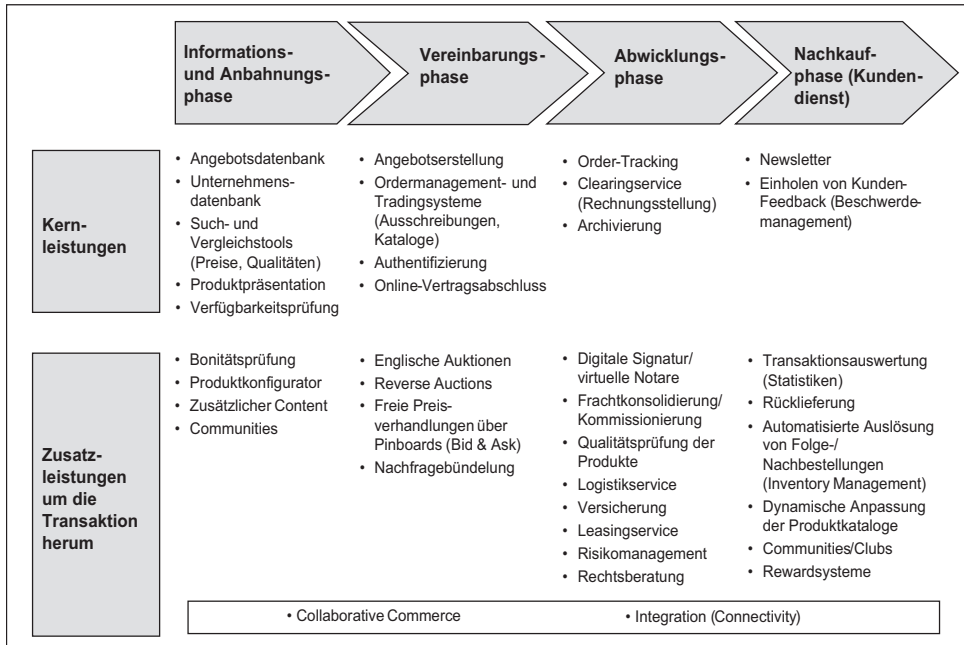 Informations-
und Anbahnungs-
phase
Vereinbarungs-
phase
Abwicklungs-
phase
Nachkauf-
phase (Kunden-
dienst)
Kern-
leistungen
• Angebotsdatenbank
• Unternehmens-
datenbank
• Such- und
Vergleichstools
(Preise, Qualitäten)
• Produktpräsentation
• Verfügbarkeitsprüfung
• Angebotserstellung
• Ordermanagement- und
Tradingsysteme
(Ausschreibungen,
Kataloge)
• Authentifizierung
• Online-Vertragsabschluss
• Order-Tracking
• Clearingservice
(Rechnungsstellung)
• Archivierung
• Newsletter
• Einholen von Kunden-
Feedback (Beschwerde-
management)
Zusatz-
leistungen
um die
Transaktion
herum
• Bonitätsprüfung
• Produktkonfigurator
• Zusätzlicher Content
• Communities
• Englische Auktionen
• Reverse Auctions
• Freie Preis-
verhandlungen über
Pinboards (Bid & Ask)
• Nachfragebündelung
• Digitale Signatur/
virtuelle Notare
• Frachtkonsolidierung/
Kommissionierung
• Qualitätsprüfung der
Produkte
• Logistikservice
• Versicherung
• Leasingservice
• Risikomanagement
• Rechtsberatung
• Transaktionsauswertung
(Statistiken)
• Rücklieferung
• Automatisierte Auslösung
von Folge-/
Nachbestellungen
(Inventory Management)
• Dynamische Anpassung
der Produktkataloge
• Communities/Clubs
• Rewardsysteme
• Collaborative Commerce
• Integration (Connectivity)